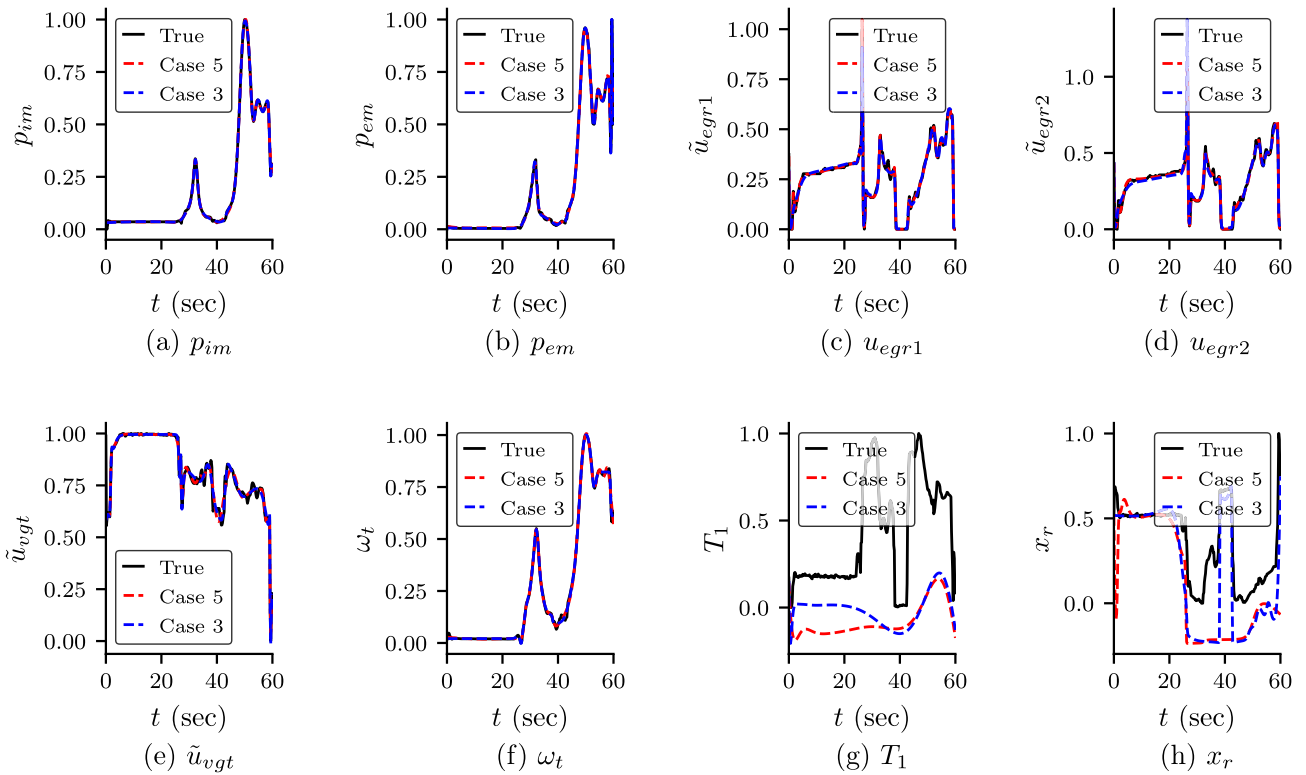 1.00
0.75
0.50
0.25
0.00
p_im
True
Case 5
Case 3
0 20 40 60
t (sec)
(a) p_im
1.00
0.75
0.50
0.25
0.00
p_em
True
Case 5
Case 3
0 20 40 60
t (sec)
(b) p_em
1.00
0.75
0.50
0.25
0.00
ũ_egr1
True
Case 5
Case 3
0 20 40 60
t (sec)
(c) u_egr1
1.0
0.5
0.0
ũ_egr2
True
Case 5
Case 3
0 20 40 60
t (sec)
(d) u_egr2
1.00
0.75
0.50
0.25
0.00
ũ_vgt
True
Case 5
Case 3
0 20 40 60
t (sec)
(e) ũ_vgt
1.00
0.75
0.50
0.25
0.00
ω_t
True
Case 5
Case 3
0 20 40 60
t (sec)
(f) ω_t
1.0
0.5
0.0
T_1
True
Case 5
Case 3
0 20 40 60
t (sec)
(g) T_1
1.0
0.5
0.0
x_r
True
Case 5
Case 3
0 20 40 60
t (sec)
(h) x_r